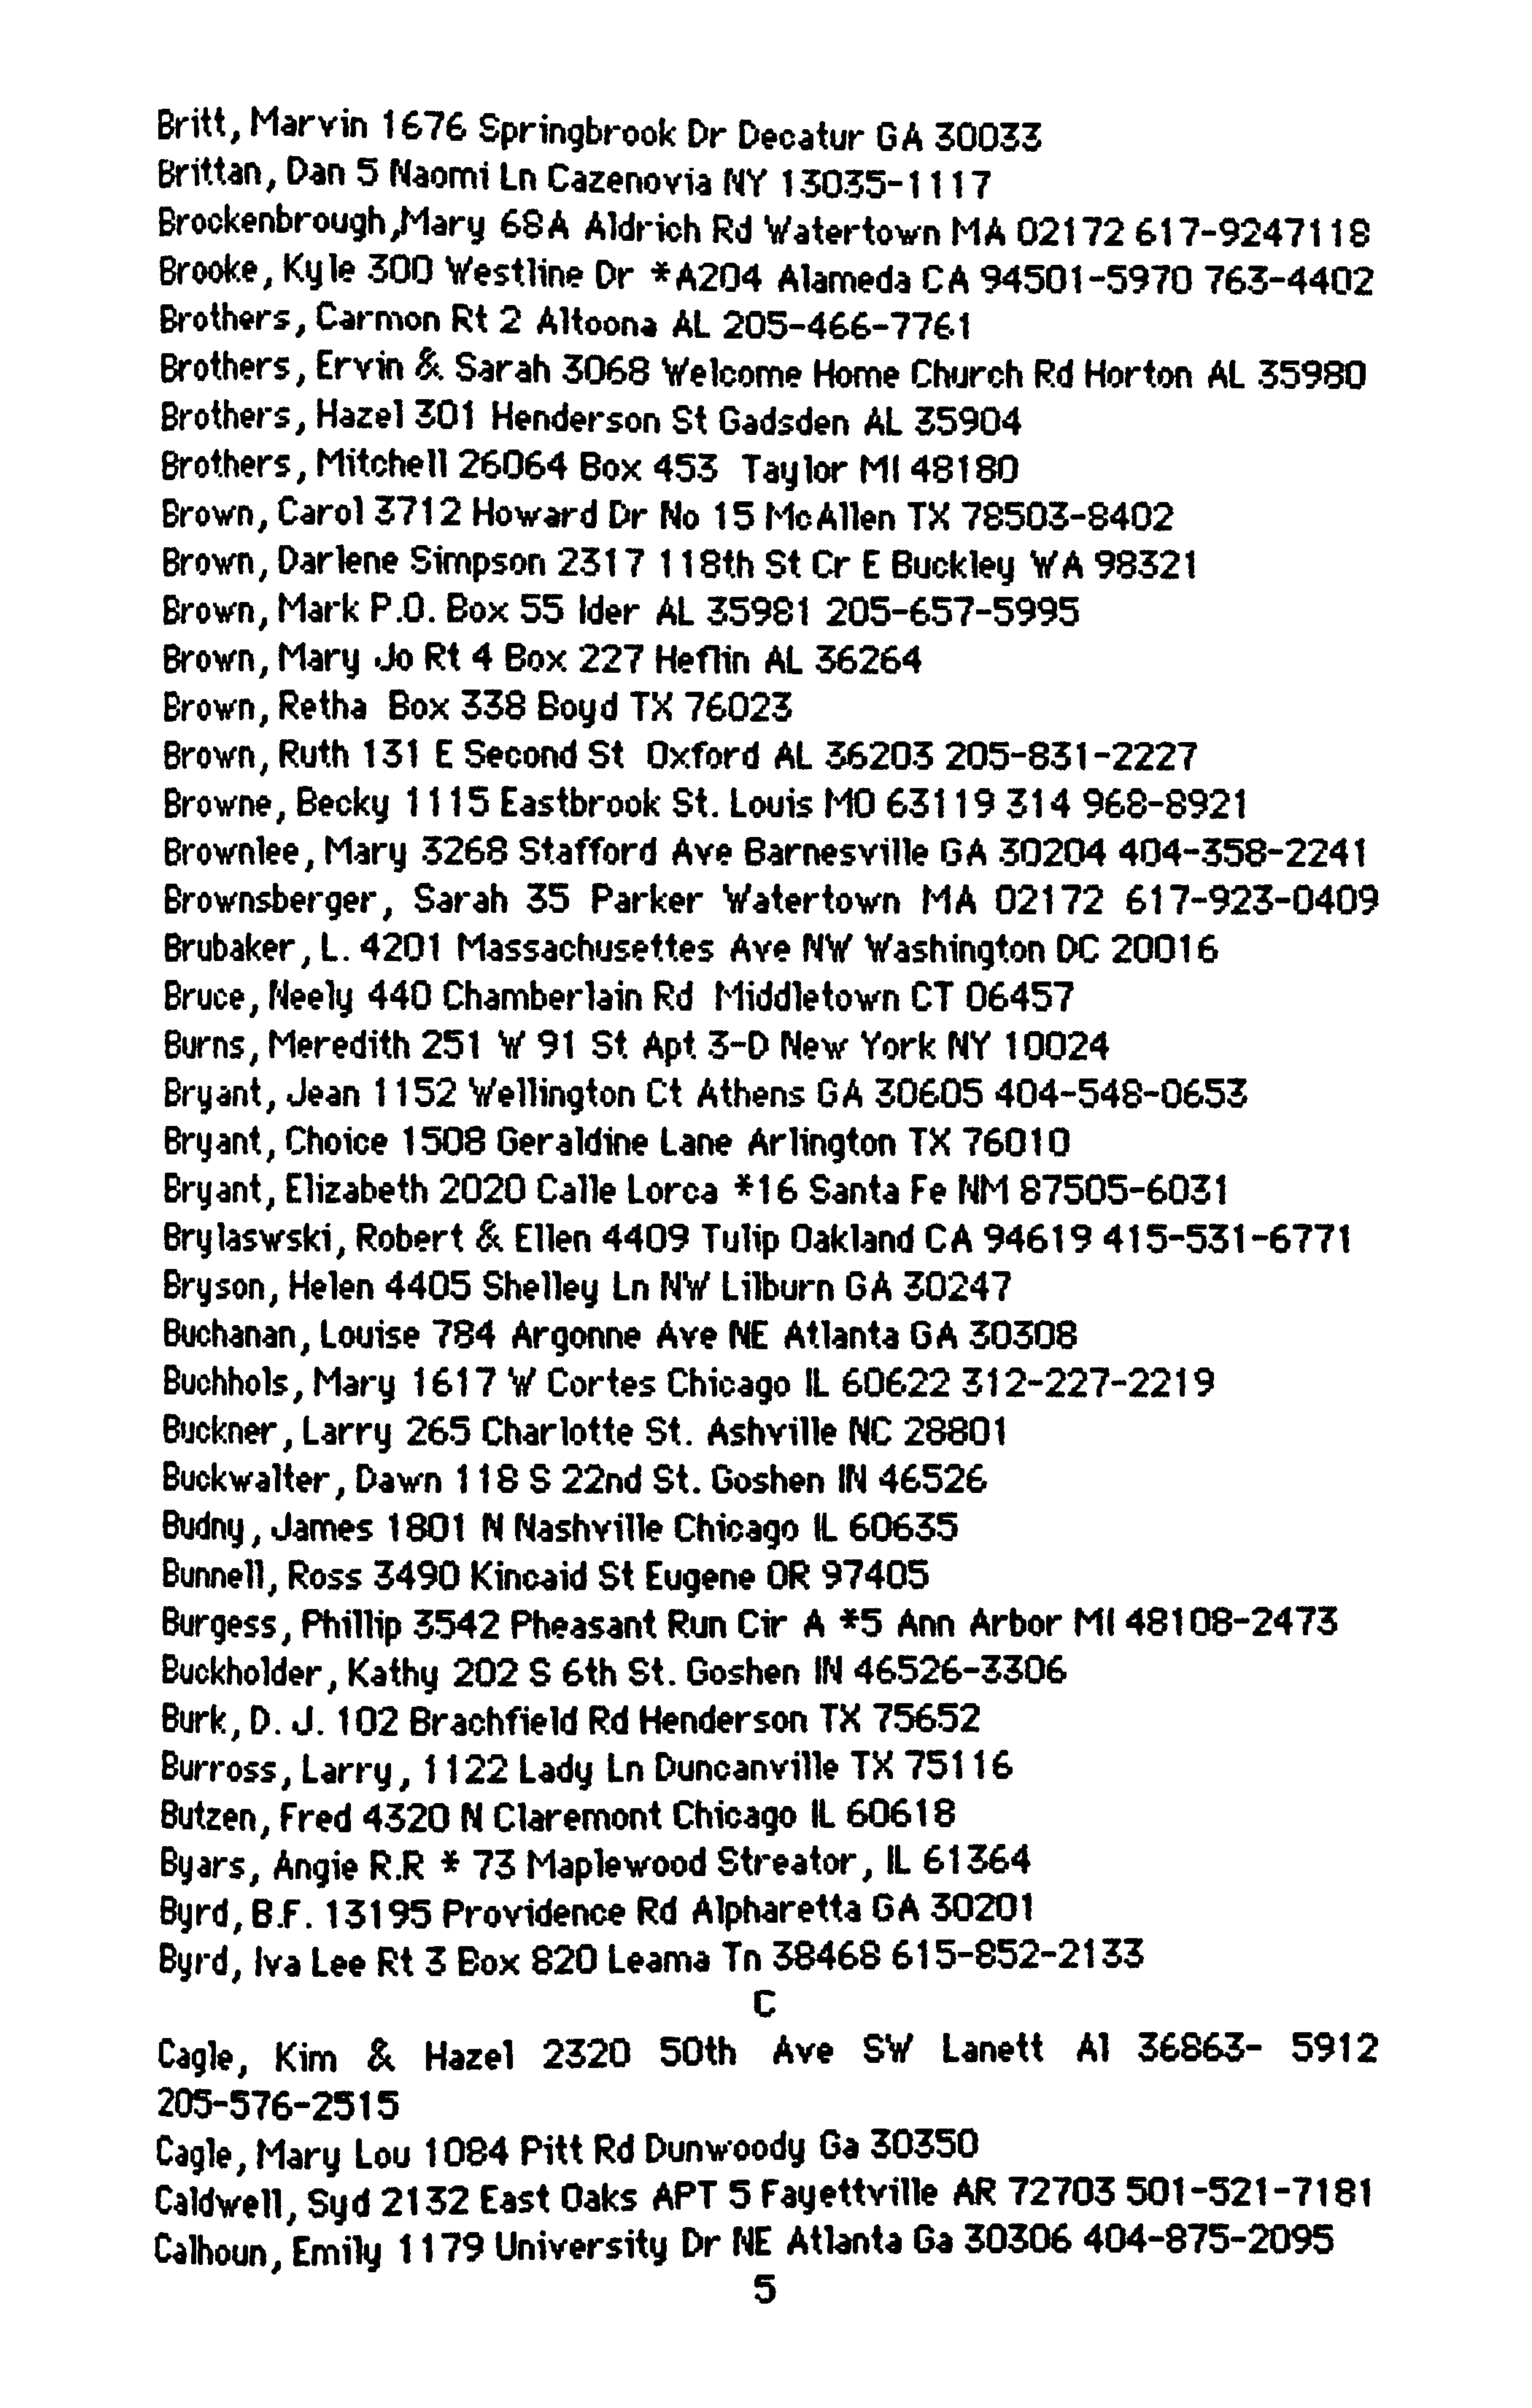 Britt, Marvin 1676 Springbrook Dr Decatur GA 30033
Brittan, Dan 5 Naomi Ln Cazenovia NY 13035-1117
Brockenbrough,Mary 68A Aldrich Rd Watertown MA 02172 617-9247118
Brooke, Kyle 300 Westline Dr *A204 Alameda CA 94501-5970 763-4402
Brothers, Carmon Rt 2 Altoona AL 205-466-7761
Brothers, Ervin & Sarah 3068 Welcome Home Church Rd Horton AL 35980
Brothers, Hazel 301 Henderson St Gadsden AL 35904
Brothers, Mitchell 26064 Box 453 Taylor MI 48180
Brown, Carol 3712 Howard Dr No 15 McAllen TX 78503-8402
Brown, Darlene Simpson 2317 118th St Cr E Buckley WA 98321
Brown, Mark P.O. Box 55 Ider AL 35981 205-657-5995
Brown, Mary Jo Rt 4 Box 227 Heflin AL 36264
Brown, Retha Box 338 Boyd TX 76023
Brown, Ruth 131 E Second St Oxford AL 36203 205-831-2227
Browne, Becky 1115 Eastbrook St. Louis MO 63119 314 968-8921
Brownlee, Mary 3268 Stafford Ave Barnesville GA 30204 404-358-2241
Brownsberger, Sarah 35 Parker Watertown MA 02172 617-923-0409
Brubaker, L. 4201 Massachusettes Ave NW Washington DC 20016
Bruce, Neely 440 Chamberlain Rd Middletown CT 06457
Burns, Meredith 251 W 91 St Apt 3-D New York NY 10024
Bryant, Jean 1152 Wellington Ct Athens GA 30605 404-548-0653
Bryant, Choice 1508 Geraldine Lane Arlington TX 76010
Bryant, Elizabeth 2020 Calle Lorca *16 Santa Fe NM 87505-6031
Brylaswski, Robert & Ellen 4409 Tulip Oakland CA 94619 415-531-6771
Bryson, Helen 4405 Shelley Ln NW Lilburn GA 30247
Buchanan, Louise 784 Argonne Ave NE Atlanta GA 30308
Buchhols, Mary 1617 W Cortes Chicago IL 60622 312-227-2219
Buckner, Larry 265 Charlotte St. Ashville NC 28801
Buckwalter, Dawn 118 S 22nd St. Goshen IN 46526
Budny, James 1801 N Nashville Chicago IL 60635
Bunnell, Ross 3490 Kincaid St Eugene OR 97405
Burgess, Phillip 3542 Pheasant Run Cir A *5 Ann Arbor MI 48108-2473
Buckholder, Kathy 202 S 6th St. Goshen IN 46526-3306
Burk, D. J. 102 Brachfield Rd Henderson TX 75652
Burross, Larry, 1122 Lady Ln Duncanville TX 75116
Butzen, Fred 4320 N Claremont Chicago IL 60618
Byars, Angie R.R * 73 Maplewood Streator, IL 61364
Byrd, B.F. 13195 Providence Rd Alpharetta GA 30201
Byrd, Iva Lee Rt 3 Box 820 Leama Tn 38468 615-852-2133
C
Cagle, Kim & Hazel 2320 50th Ave SW Lanett Al 36863- 5912
205-576-2515
Cagle, Mary Lou 1084 Pitt Rd Dunwoody Ga 30350
Caldwell, Syd 2132 East Oaks APT 5 Fayettville AR 72703 501-521-7181
Calhoun, Emily 1179 University Dr NE Atlanta Ga 30306 404-875-2095
5